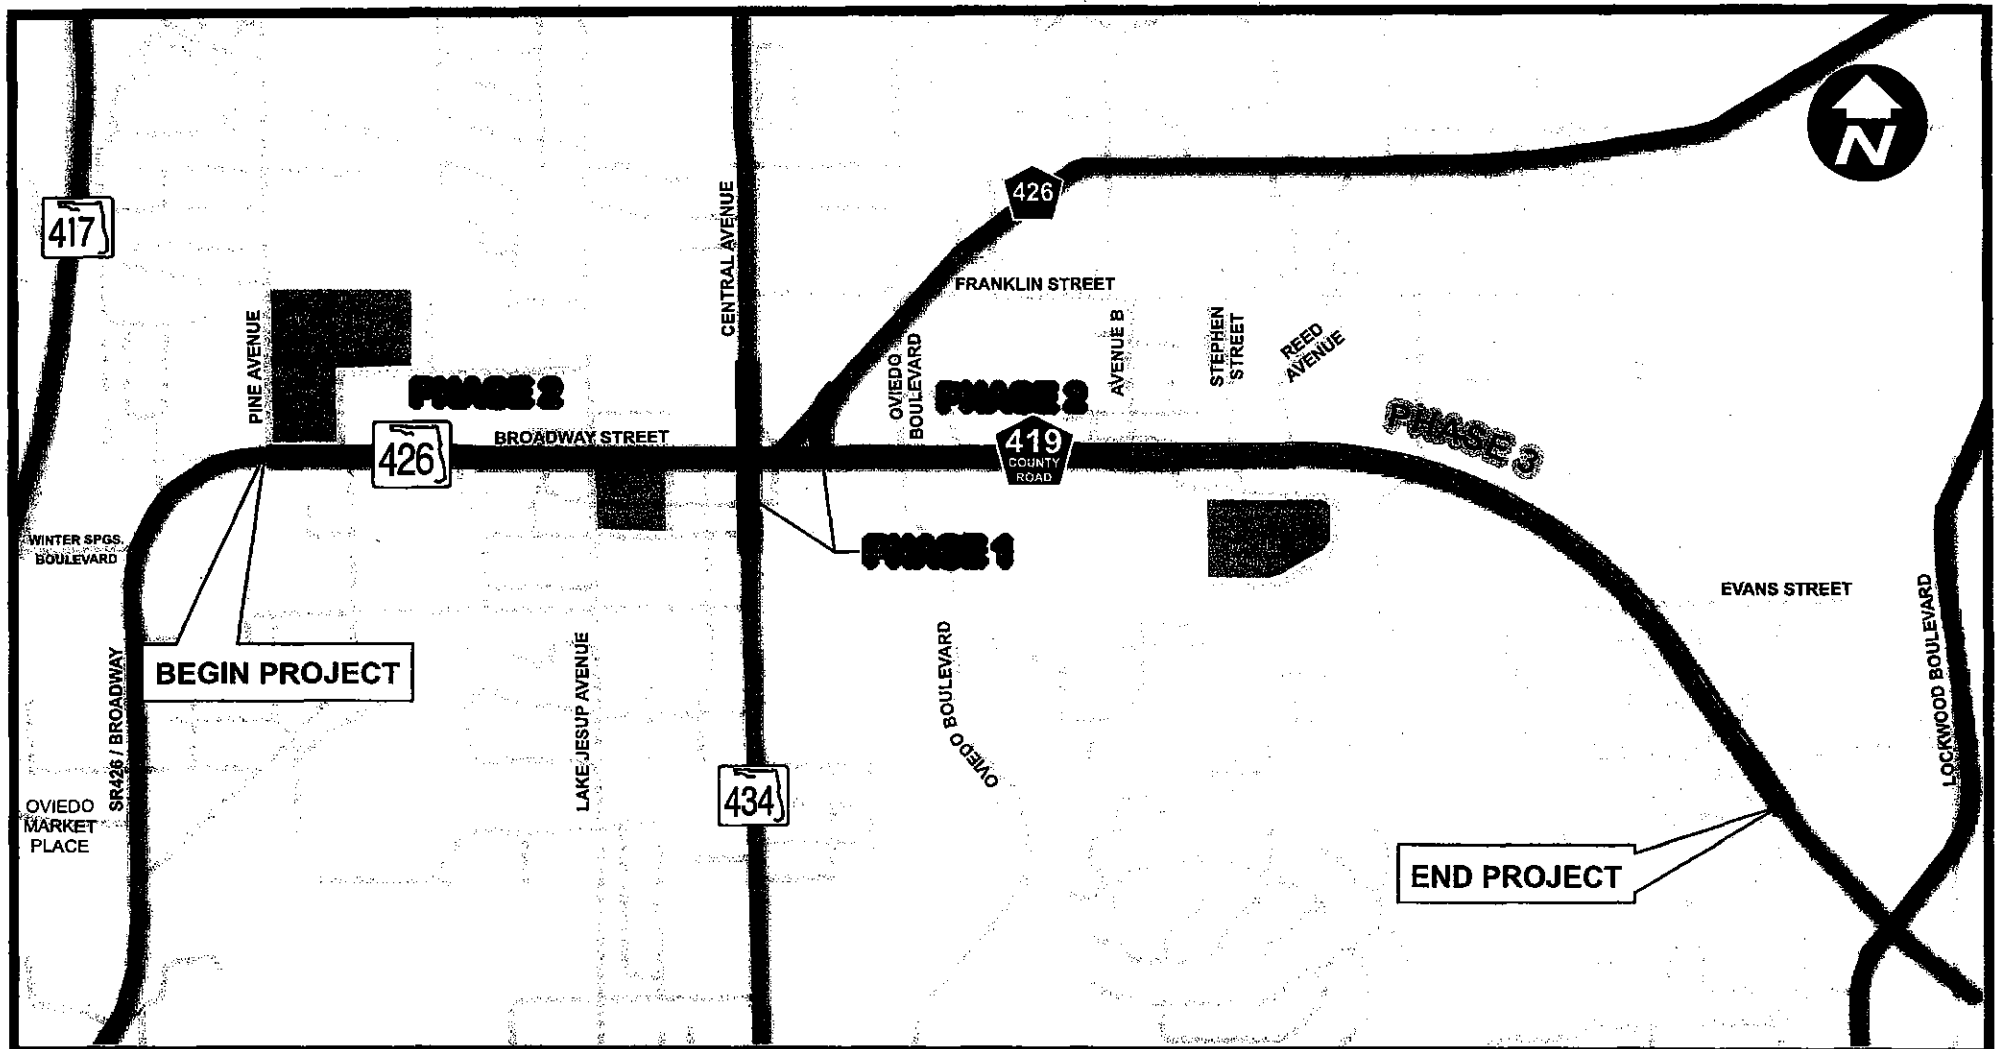 N
426
417
CENTRAL AVENUE
FRANKLIN STREET
PINE AVENUE
OVIEDO
BOULEVARD
AVENUE B
STEPHEN
STREET
REED
AVENUE
PHASE 2
PHASE 2
PHASE 3
BROADWAY STREET
426
419
COUNTY
ROAD
WINTER SPGS.
BOULEVARD
PHASE 1
EVANS STREET
BEGIN PROJECT
SR426 / BROADWAY
LAKE JESUP AVENUE
OVIEDO BOULEVARD
LOCKWOOD BOULEVARD
434
OVIEDO
MARKET
PLACE
END PROJECT